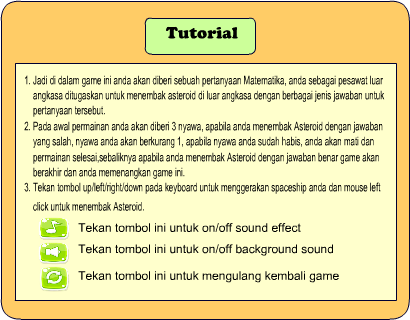 Tutorial
1. Jadi di dalam game ini anda akan diberi sebuah pertanyaan Matematika, anda sebagai pesawat luar
angkasa ditugaskan untuk menembak asteroid di luar angkasa dengan berbagai jenis jawaban untuk
pertanyaan tersebut.
2. Pada awal permainan anda akan diberi 3 nyawa, apabila anda menembak Asteroid dengan jawaban
yang salah, nyawa anda akan berkurang 1, apabila nyawa anda sudah habis, anda akan mati dan
permainan selesai,sebaliknya apabila anda menembak Asteroid dengan jawaban benar game akan
berakhir dan anda memenangkan game ini.
3. Tekan tombol up/left/right/down pada keyboard untuk menggerakan spaceship anda dan mouse left
click untuk menembak Asteroid.
Tekan tombol ini untuk on/off sound effect
Tekan tombol ini untuk on/off background sound
Tekan tombol ini untuk mengulang kembali game